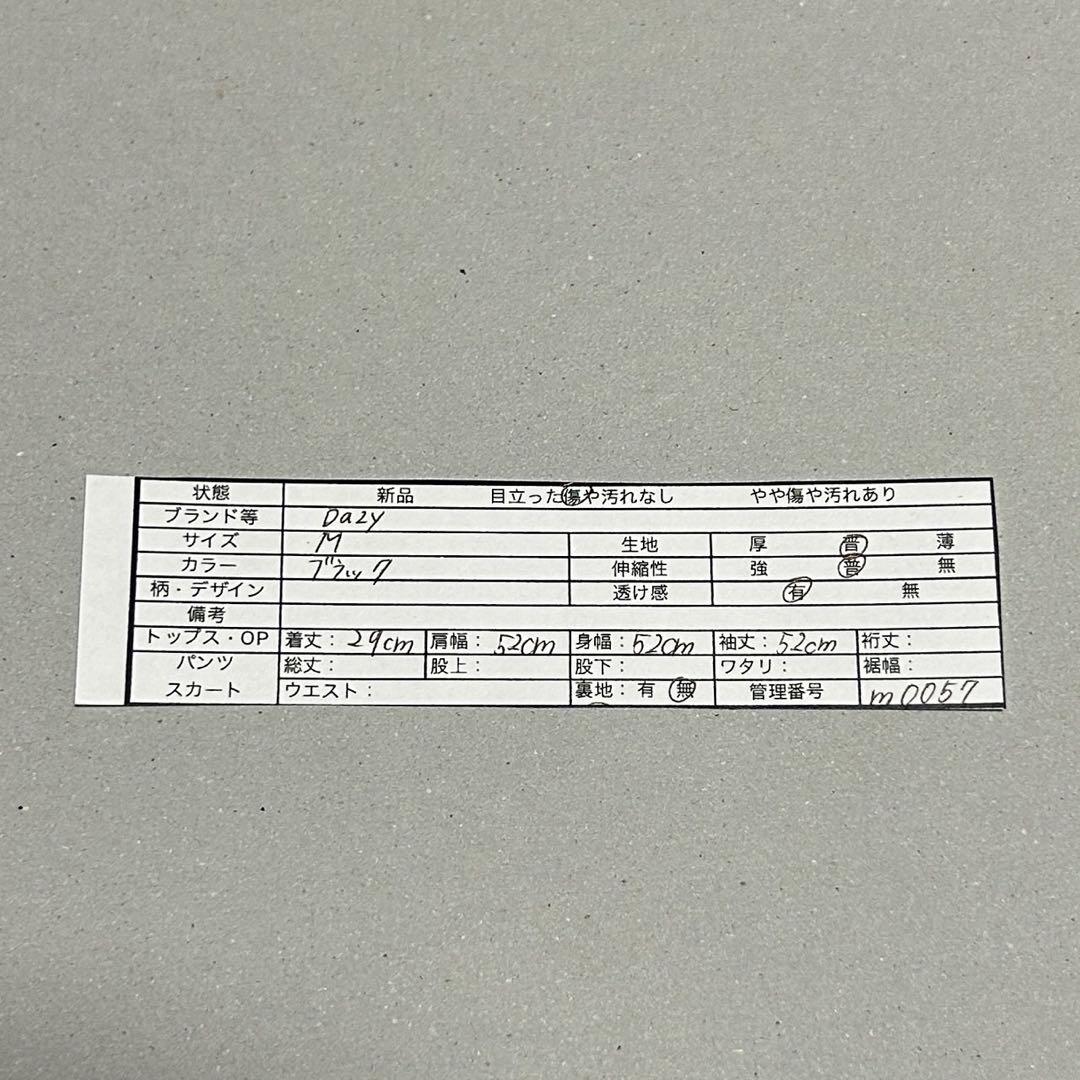 状態 新品 目立った傷や汚れなし やや傷や汚れあり
ブランド等 Dazy
サイズ M 生地 厚 普 薄
カラー ブラック 伸縮性 強 普 無
柄・デザイン 透け感 有 無
備考
トップス・OP 着丈：29cm 肩幅：52cm 身幅：52cm 袖丈：52cm 裄丈：
パンツ 総丈： 股上： 股下： ワタリ： 裾幅：
スカート ウエスト： 裏地：有 無 管理番号 m0057